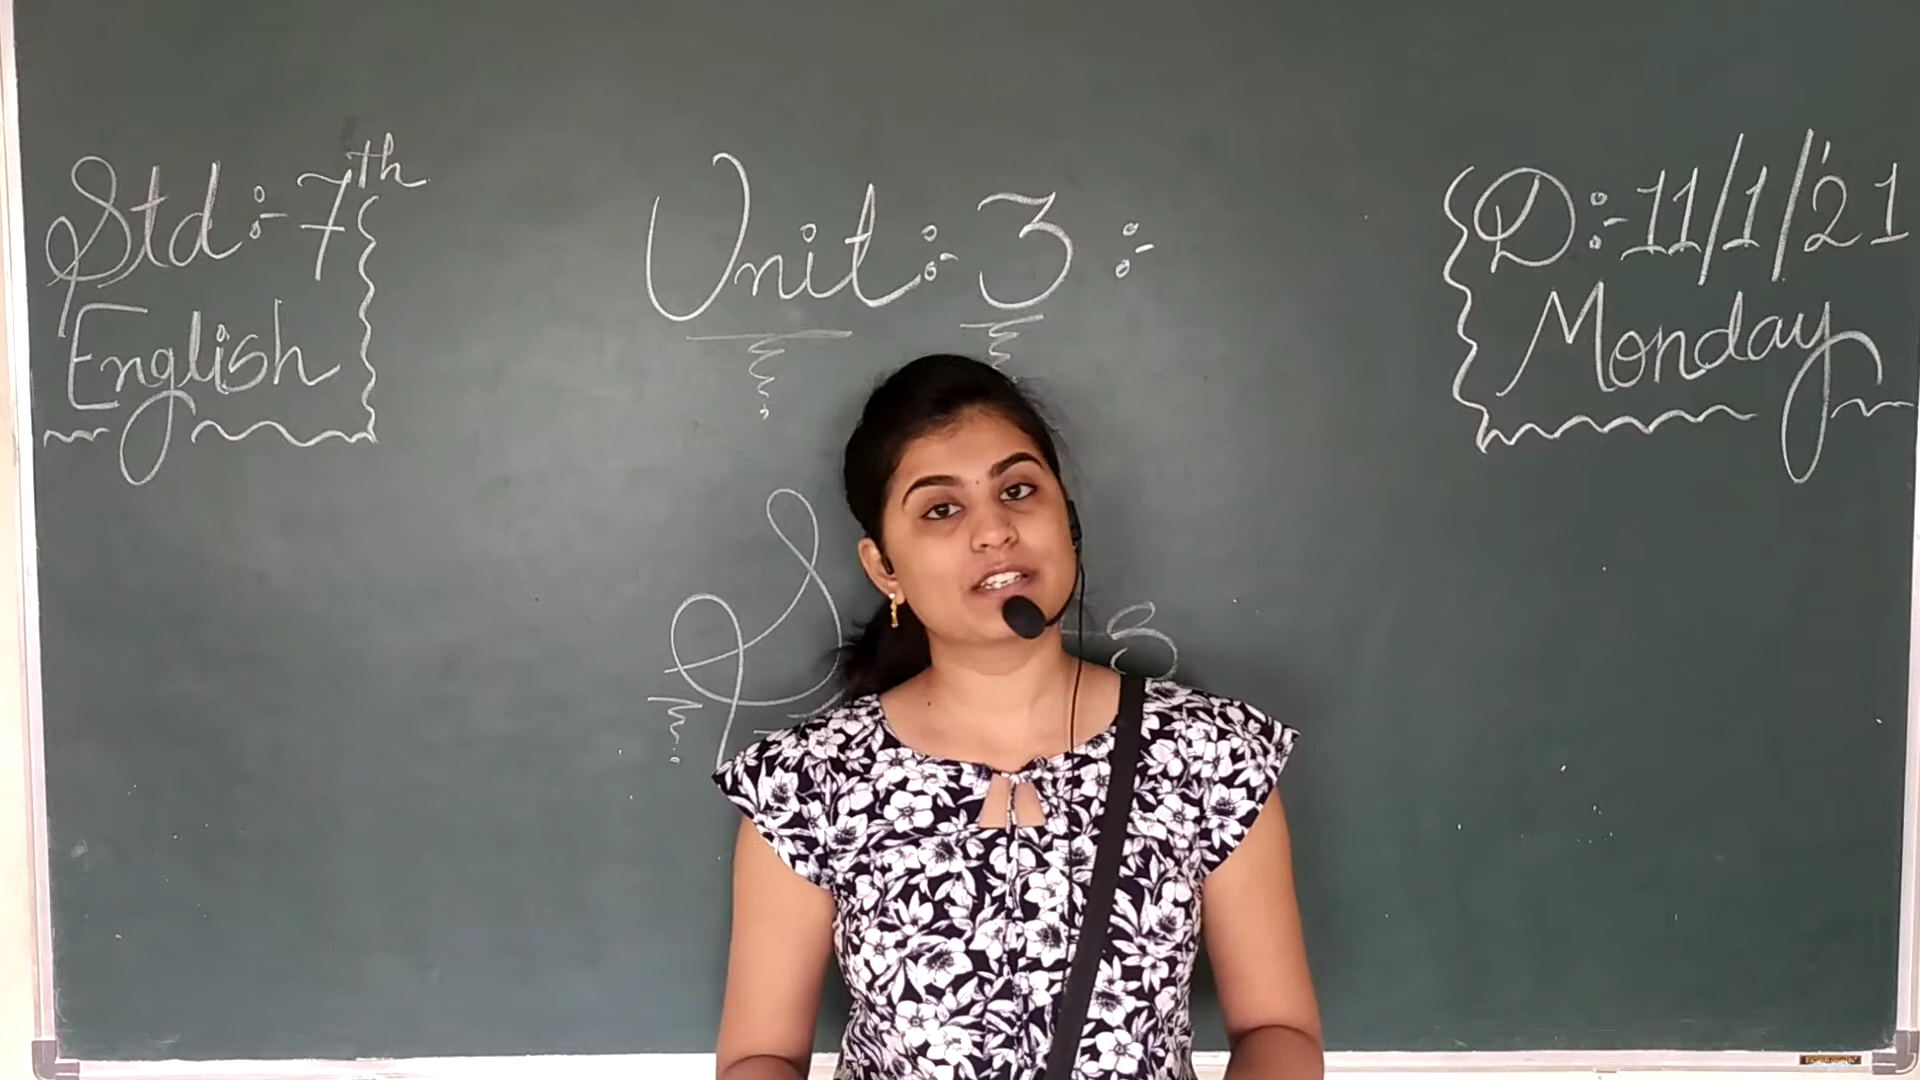 Std :- 7th
English
Unit :- 3 :-
D :- 11/1/'21
Monday